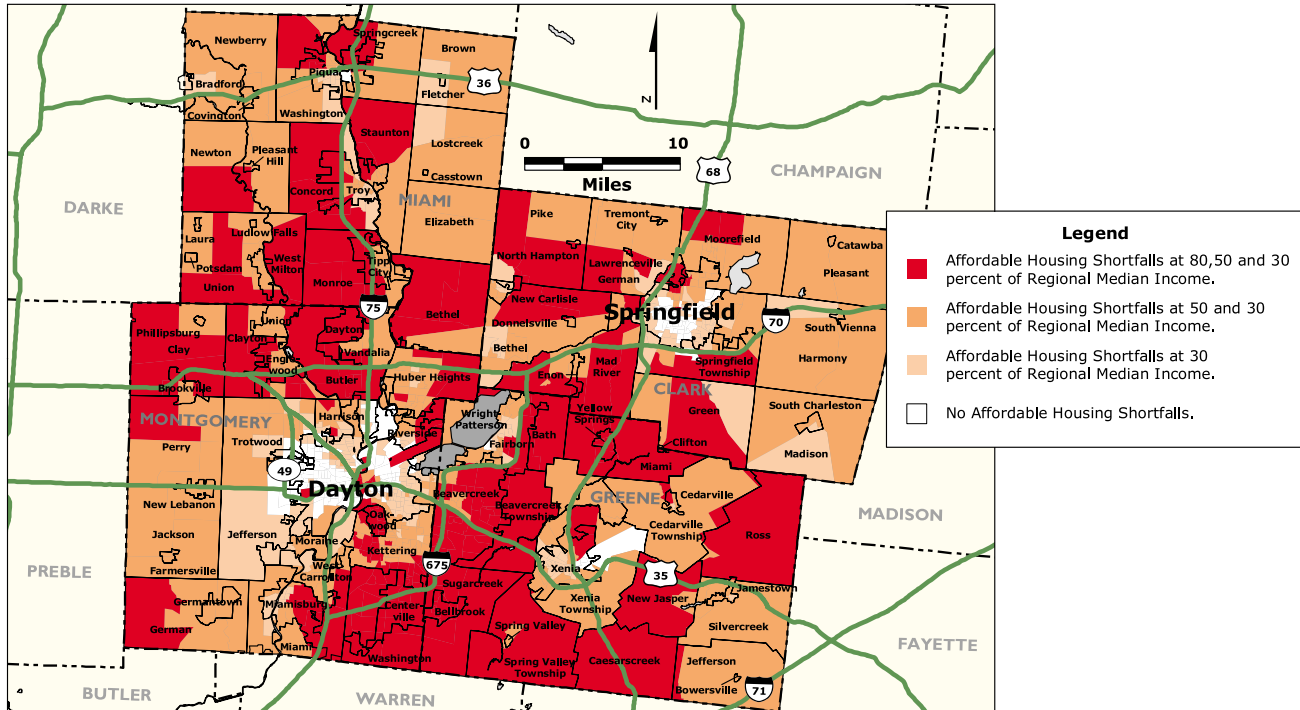 Newberry
Springcreek
Brown
Piqua
Bradford
36
Fletcher
Covington
Washington
N
Staunton
Lostcreek
0
10
Newton
Pleasant
Hill
Miles
68
CHAMPAIGN
Casstown
Concord
Troy
MIAMI
DARKE
Elizabeth
Pike
Tremont
City
Laura
Ludlow Falls
Moorefield
Catawba
West
Milton
North Hampton
Lawrenceville
German
Potsdam
Tipp
City
Pleasant
Union
Monroe
New Carlisle
75
Bethel
Springfield
Donnelsville
70
Phillipsburg
Union
Dayton
South Vienna
Clay
Clayton
Vandalia
Bethel
Harmony
Engle-
wood
Mad
River
Springfield
Township
Butler
Huber Heights
Enon
CLARK
Brookville
MONTGOMERY
Harrison
Wright
Patterson
Yellow
Springs
Green
South Charleston
Riverside
Trotwood
Perry
Fairborn
Bath
Clifton
Madison
49
Miami
Dayton
Beavercreek
GREENE
Cedarville
New Lebanon
Beavercreek
Township
Oak-
wood
Cedarville
Township
MADISON
Jackson
Jefferson
Moraine
Kettering
Ross
Farmersville
West
Carrollton
675
Xenia
35
PREBLE
Sugarcreek
Jamestown
Germantown
Miamisburg
Center-
ville
Bellbrook
Xenia
Township
New Jasper
German
Spring Valley
Silvercreek
Miami
FAYETTE
Washington
Spring Valley
Township
Caesarscreek
Jefferson
Bowersville
71
BUTLER
WARREN
Legend
Affordable Housing Shortfalls at 80,50 and 30
percent of Regional Median Income.
Affordable Housing Shortfalls at 50 and 30
percent of Regional Median Income.
Affordable Housing Shortfalls at 30
percent of Regional Median Income.
No Affordable Housing Shortfalls.